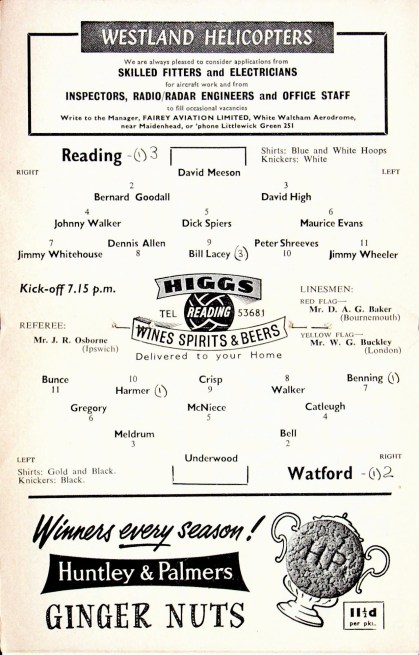 WESTLAND HELICOPTERS
We are always pleased to consider applications from
SKILLED FITTERS and ELECTRICIANS
for aircraft work and from
INSPECTORS, RADIO/RADAR ENGINEERS and OFFICE STAFF
to fill occasional vacancies
Write to the Manager, FAIREY AVIATION LIMITED, White Waltham Aerodrome,
near Maidenhead, or 'phone Littlewick Green 251
Reading - (1) 3
Shirts: Blue and White Hoops
Knickers: White
RIGHT
David Meeson
LEFT
2 3
Bernard Goodall David High
4 5 6
Johnny Walker Dick Spiers Maurice Evans
7 Dennis Allen 9 Peter Shreeves 11
Jimmy Whitehouse 8 Bill Lacey (3) 10 Jimmy Wheeler
Kick-off 7.15 p.m.
HIGGS
READING
TEL 53681
WINES SPIRITS & BEERS
Delivered to your Home
LINESMEN:
RED FLAG—
Mr. D. A. G. Baker
(Bournemouth)
REFEREE:
Mr. J. R. Osborne
(Ipswich)
YELLOW FLAG—
Mr. W. G. Buckley
(London)
Bunce 10 Crisp 8 Benning (1)
11 Harmer (1) 9 Walker 7
Gregory McNiece Catleugh
6 5 4
Meldrum Bell
3 2
LEFT
Underwood
RIGHT
Shirts: Gold and Black.
Knickers: Black.
Watford - (1) 2
Winners every season!
Huntley & Palmers
GINGER NUTS
HP
11½d
per pkt.